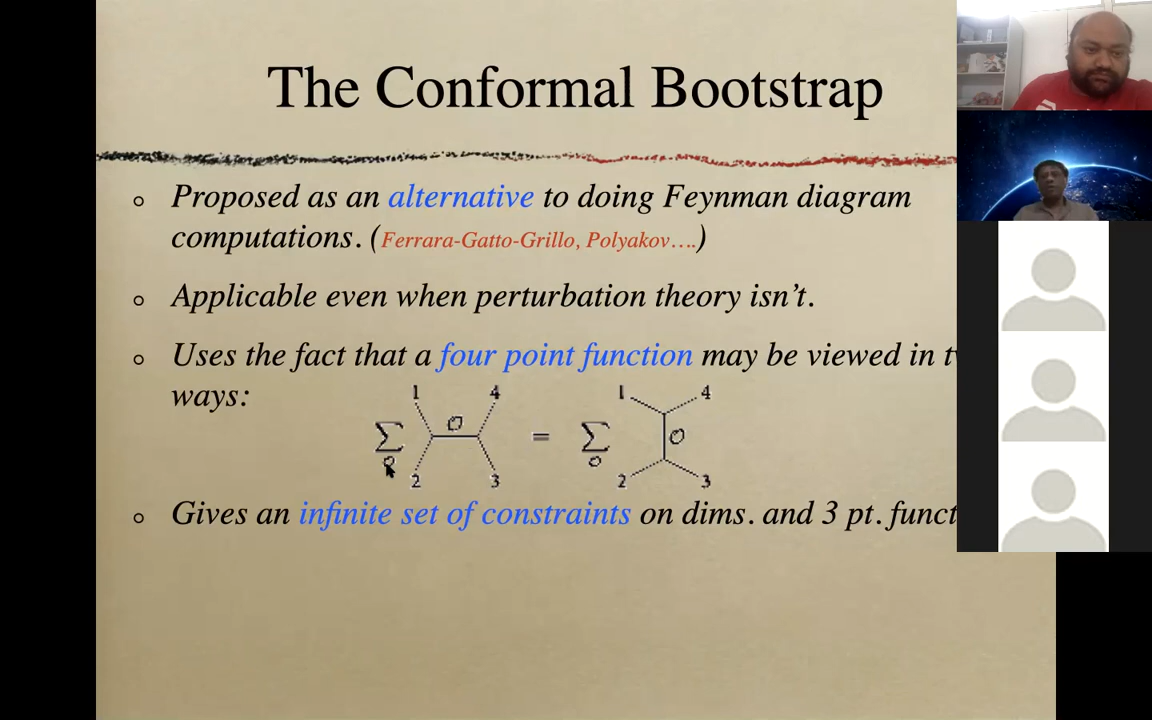 The Conformal Bootstrap
Proposed as an alternative to doing Feynman diagram
computations. (Ferrara-Gatto-Grillo, Polyakov….)
Applicable even when perturbation theory isn't.
Uses the fact that a four point function may be viewed in
ways:
1 4 1 4
∑ O = ∑ O
O O
2 3 2 3
Gives an infinite set of constraints on dims. and 3 pt. funct